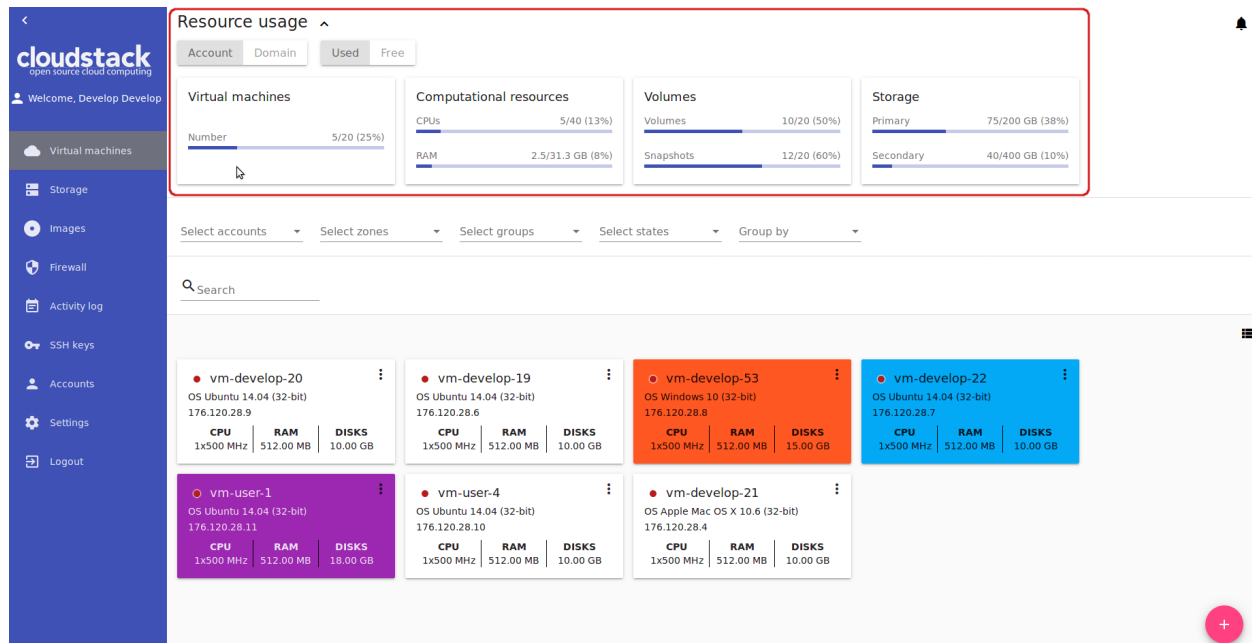 Resource usage
Account Domain Used Free
cloudstack
open source cloud computing
Welcome, Develop Develop
Virtual machines
Storage
Images
Firewall
Activity log
SSH keys
Accounts
Settings
Logout
Virtual machines
Number 5/20 (25%)
Computational resources
CPUs 5/40 (13%)
RAM 2.5/31.3 GB (8%)
Volumes
Volumes 10/20 (50%)
Snapshots 12/20 (60%)
Storage
Primary 75/200 GB (38%)
Secondary 40/400 GB (10%)
Select accounts Select zones Select groups Select states Group by
Search
vm-develop-20
OS Ubuntu 14.04 (32-bit)
176.120.28.9
CPU RAM DISKS
1x500 MHz 512.00 MB 10.00 GB
vm-develop-19
OS Ubuntu 14.04 (32-bit)
176.120.28.6
CPU RAM DISKS
1x500 MHz 512.00 MB 10.00 GB
vm-develop-53
OS Windows 10 (32-bit)
176.120.28.8
CPU RAM DISKS
1x500 MHz 512.00 MB 15.00 GB
vm-develop-22
OS Ubuntu 14.04 (32-bit)
176.120.28.7
CPU RAM DISKS
1x500 MHz 512.00 MB 10.00 GB
vm-user-1
OS Ubuntu 14.04 (32-bit)
176.120.28.11
CPU RAM DISKS
1x500 MHz 512.00 MB 18.00 GB
vm-user-4
OS Ubuntu 14.04 (32-bit)
176.120.28.10
CPU RAM DISKS
1x500 MHz 512.00 MB 10.00 GB
vm-develop-21
OS Apple Mac OS X 10.6 (32-bit)
176.120.28.4
CPU RAM DISKS
1x500 MHz 512.00 MB 10.00 GB